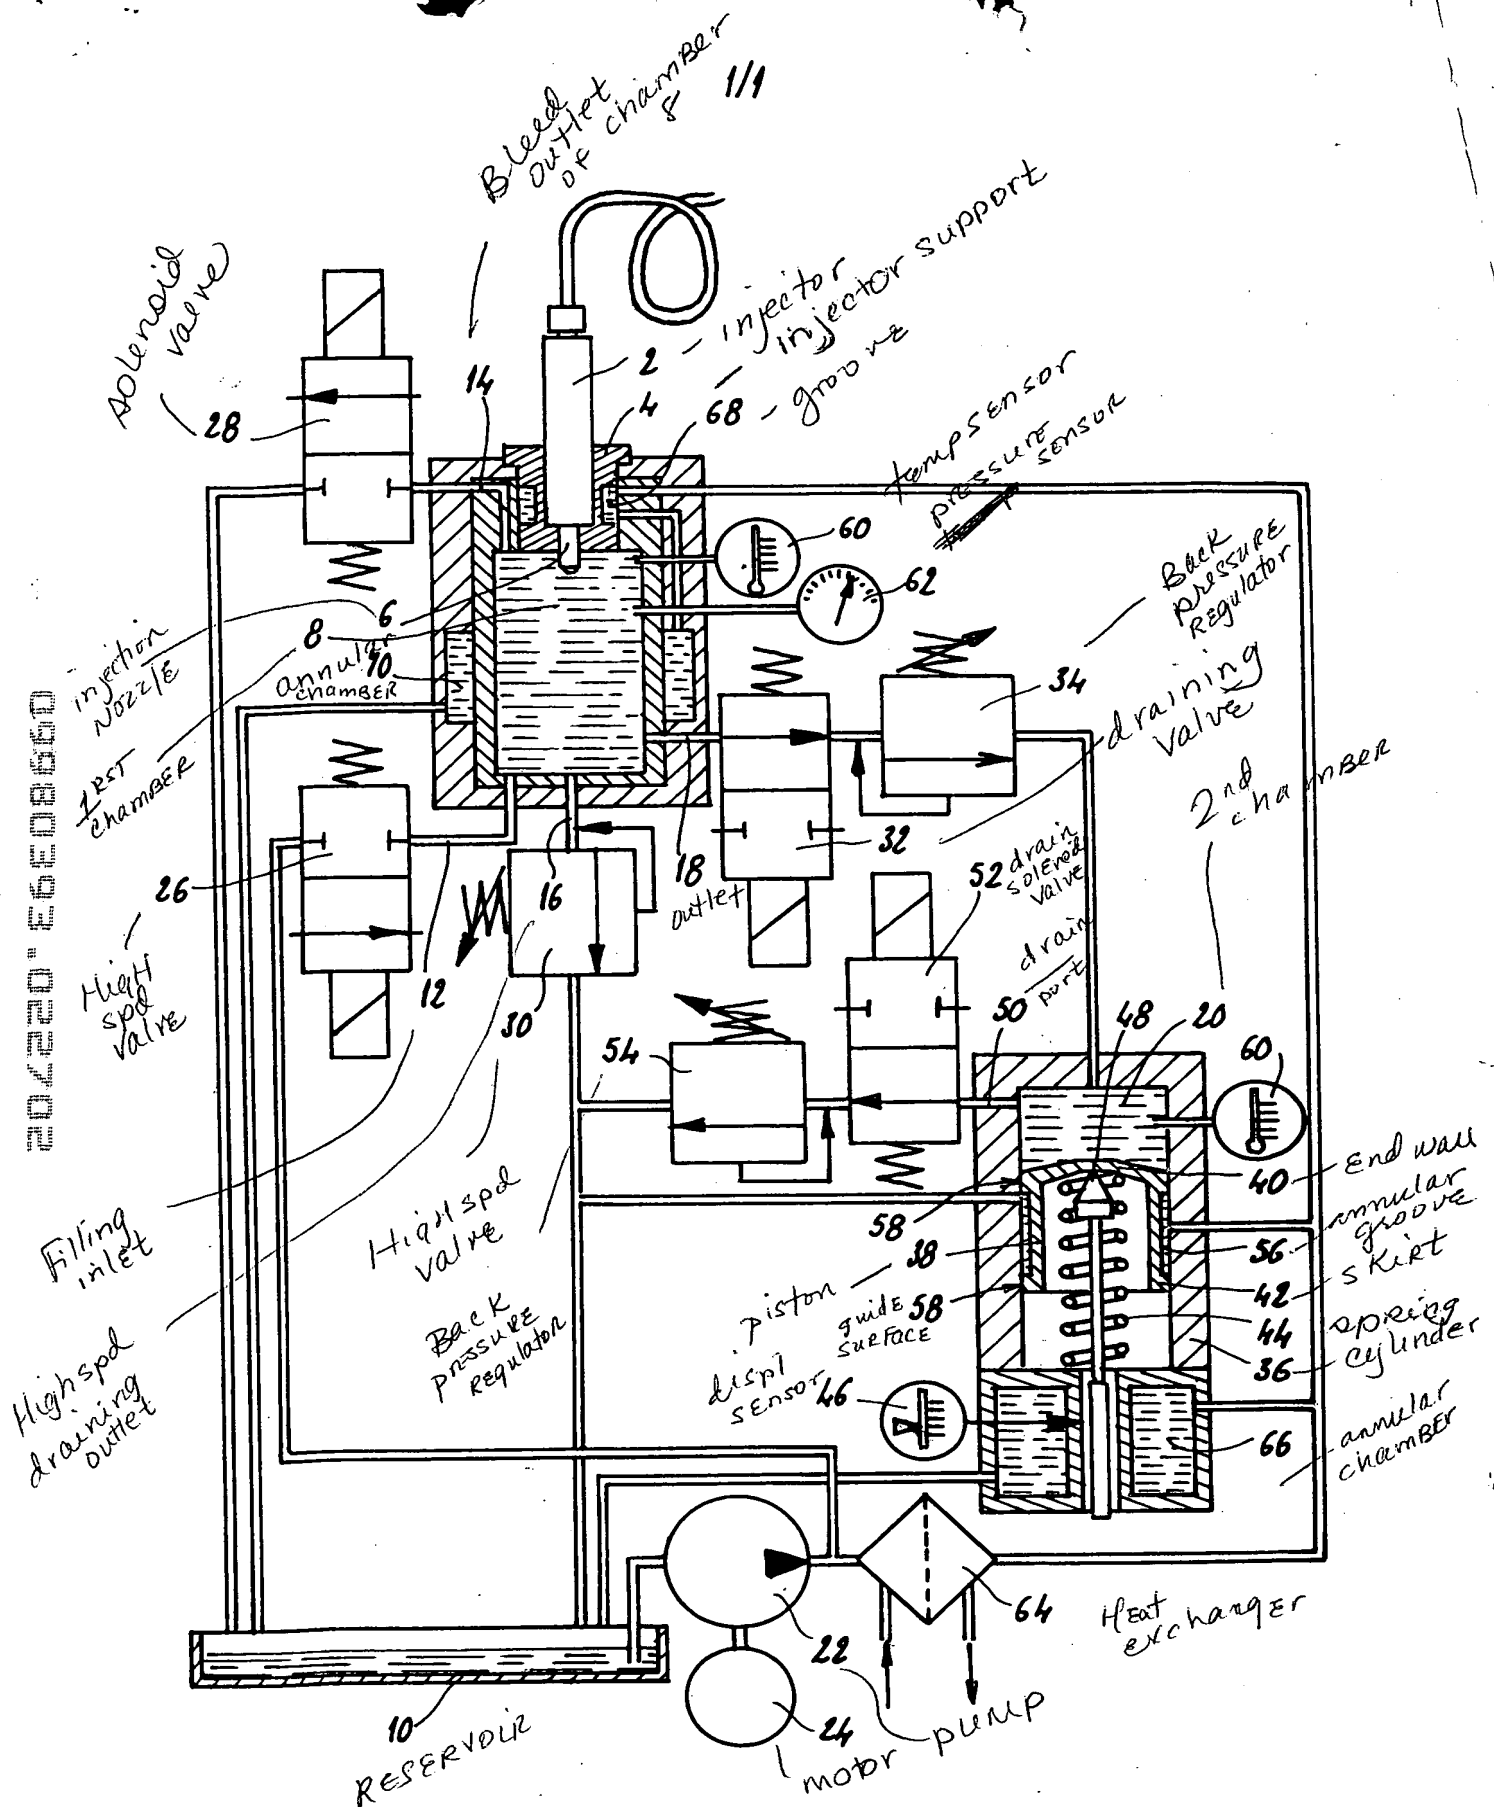 1/1
Bleed
outlet
of chamber
8
solenoid
valve
28
14
2
injector
injector support
4
68
groove
temp sensor
pressure
sensor
60
62
Back
pressure
REgulator
6
8
annular
chamber
70
injection
NozzlE
1RST
chamBER
34
draining
valve
2nd
chamBER
26
High
spd
valve
12
16
30
18
outlet
32
52
drain
solenoid
valve
drain
port
50
48
20
60
54
Filling
inlet
High spd
valve
Back
pressure
REgulator
High spd
draining
outlet
58
40
End wall
38
piston
56
annular
groove
42
skirt
guide
surFace
58
44
spring
36
cylinder
displ
sensor
46
66
annular
chamBER
64
HEat
exchanger
22
pump
24
motor
10
RESERVOIR
20/2270.E6E08660